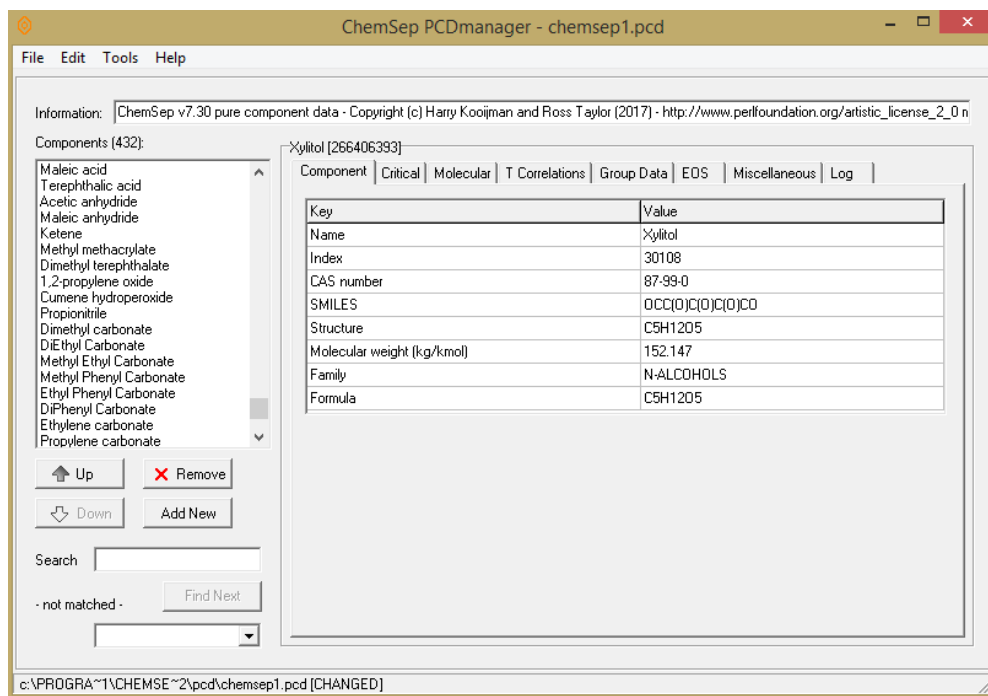 ChemSep PCDmanager - chemsep1.pcd
File Edit Tools Help
Information: ChemSep v7.30 pure component data - Copyright (c) Harry Kooijman and Ross Taylor (2017) - http://www.perlfoundation.org/artistic_license_2_0 n
Components (432):
Maleic acid
Terephthalic acid
Acetic anhydride
Maleic anhydride
Ketene
Methyl methacrylate
Dimethyl terephthalate
1,2-propylene oxide
Cumene hydroperoxide
Propionitrile
Dimethyl carbonate
DiEthyl Carbonate
Methyl Ethyl Carbonate
Methyl Phenyl Carbonate
Ethyl Phenyl Carbonate
DiPhenyl Carbonate
Ethylene carbonate
Propylene carbonate
Up Remove
Down Add New
Search
- not matched - Find Next
Xylitol [266406393]
Component Critical Molecular T Correlations Group Data EOS Miscellaneous Log
Key Value
Name Xylitol
Index 30108
CAS number 87-99-0
SMILES OCC(O)C(O)C(O)CO
Structure C5H12O5
Molecular weight (kg/kmol) 152.147
Family N-ALCOHOLS
Formula C5H12O5
c:\PROGRA~1\CHEMSE~2\pcd\chemsep1.pcd [CHANGED]